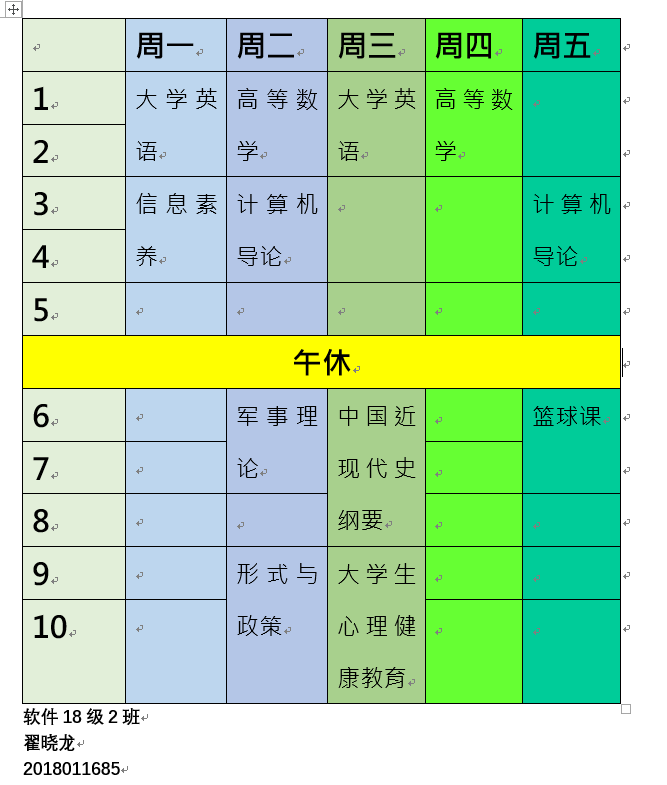 周一 周二 周三 周四 周五
1 大学英 高等数 大学英 高等数
2 语 学 语 学
3 信息素 计算机 计算机
4 养 导论 导论
5
午休
6 军事理 中国近 篮球课
7 论 现代史
8 纲要
9 形式与 大学生
10 政策 心理健
康教育
软件 18 级 2 班
翟晓龙
2018011685